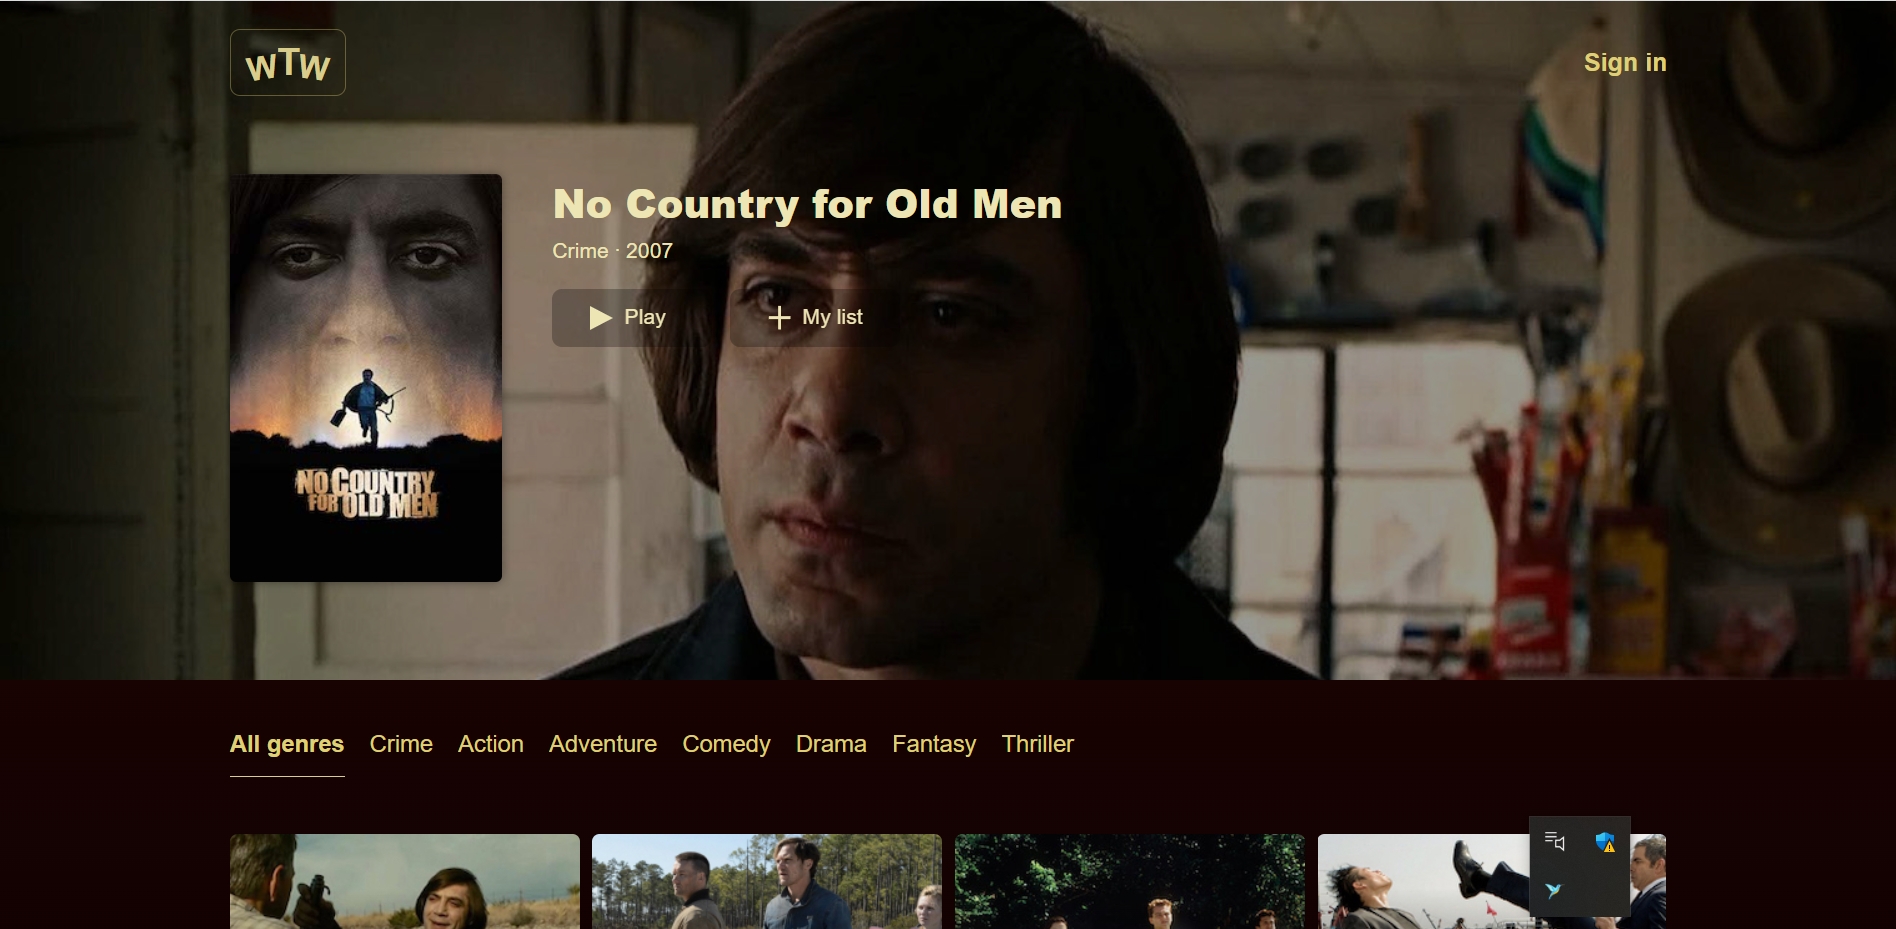 WTW
Sign in
No Country for Old Men
Crime · 2007
Play
My list
NO COUNTRY
FOR OLD MEN
All genres
Crime
Action
Adventure
Comedy
Drama
Fantasy
Thriller